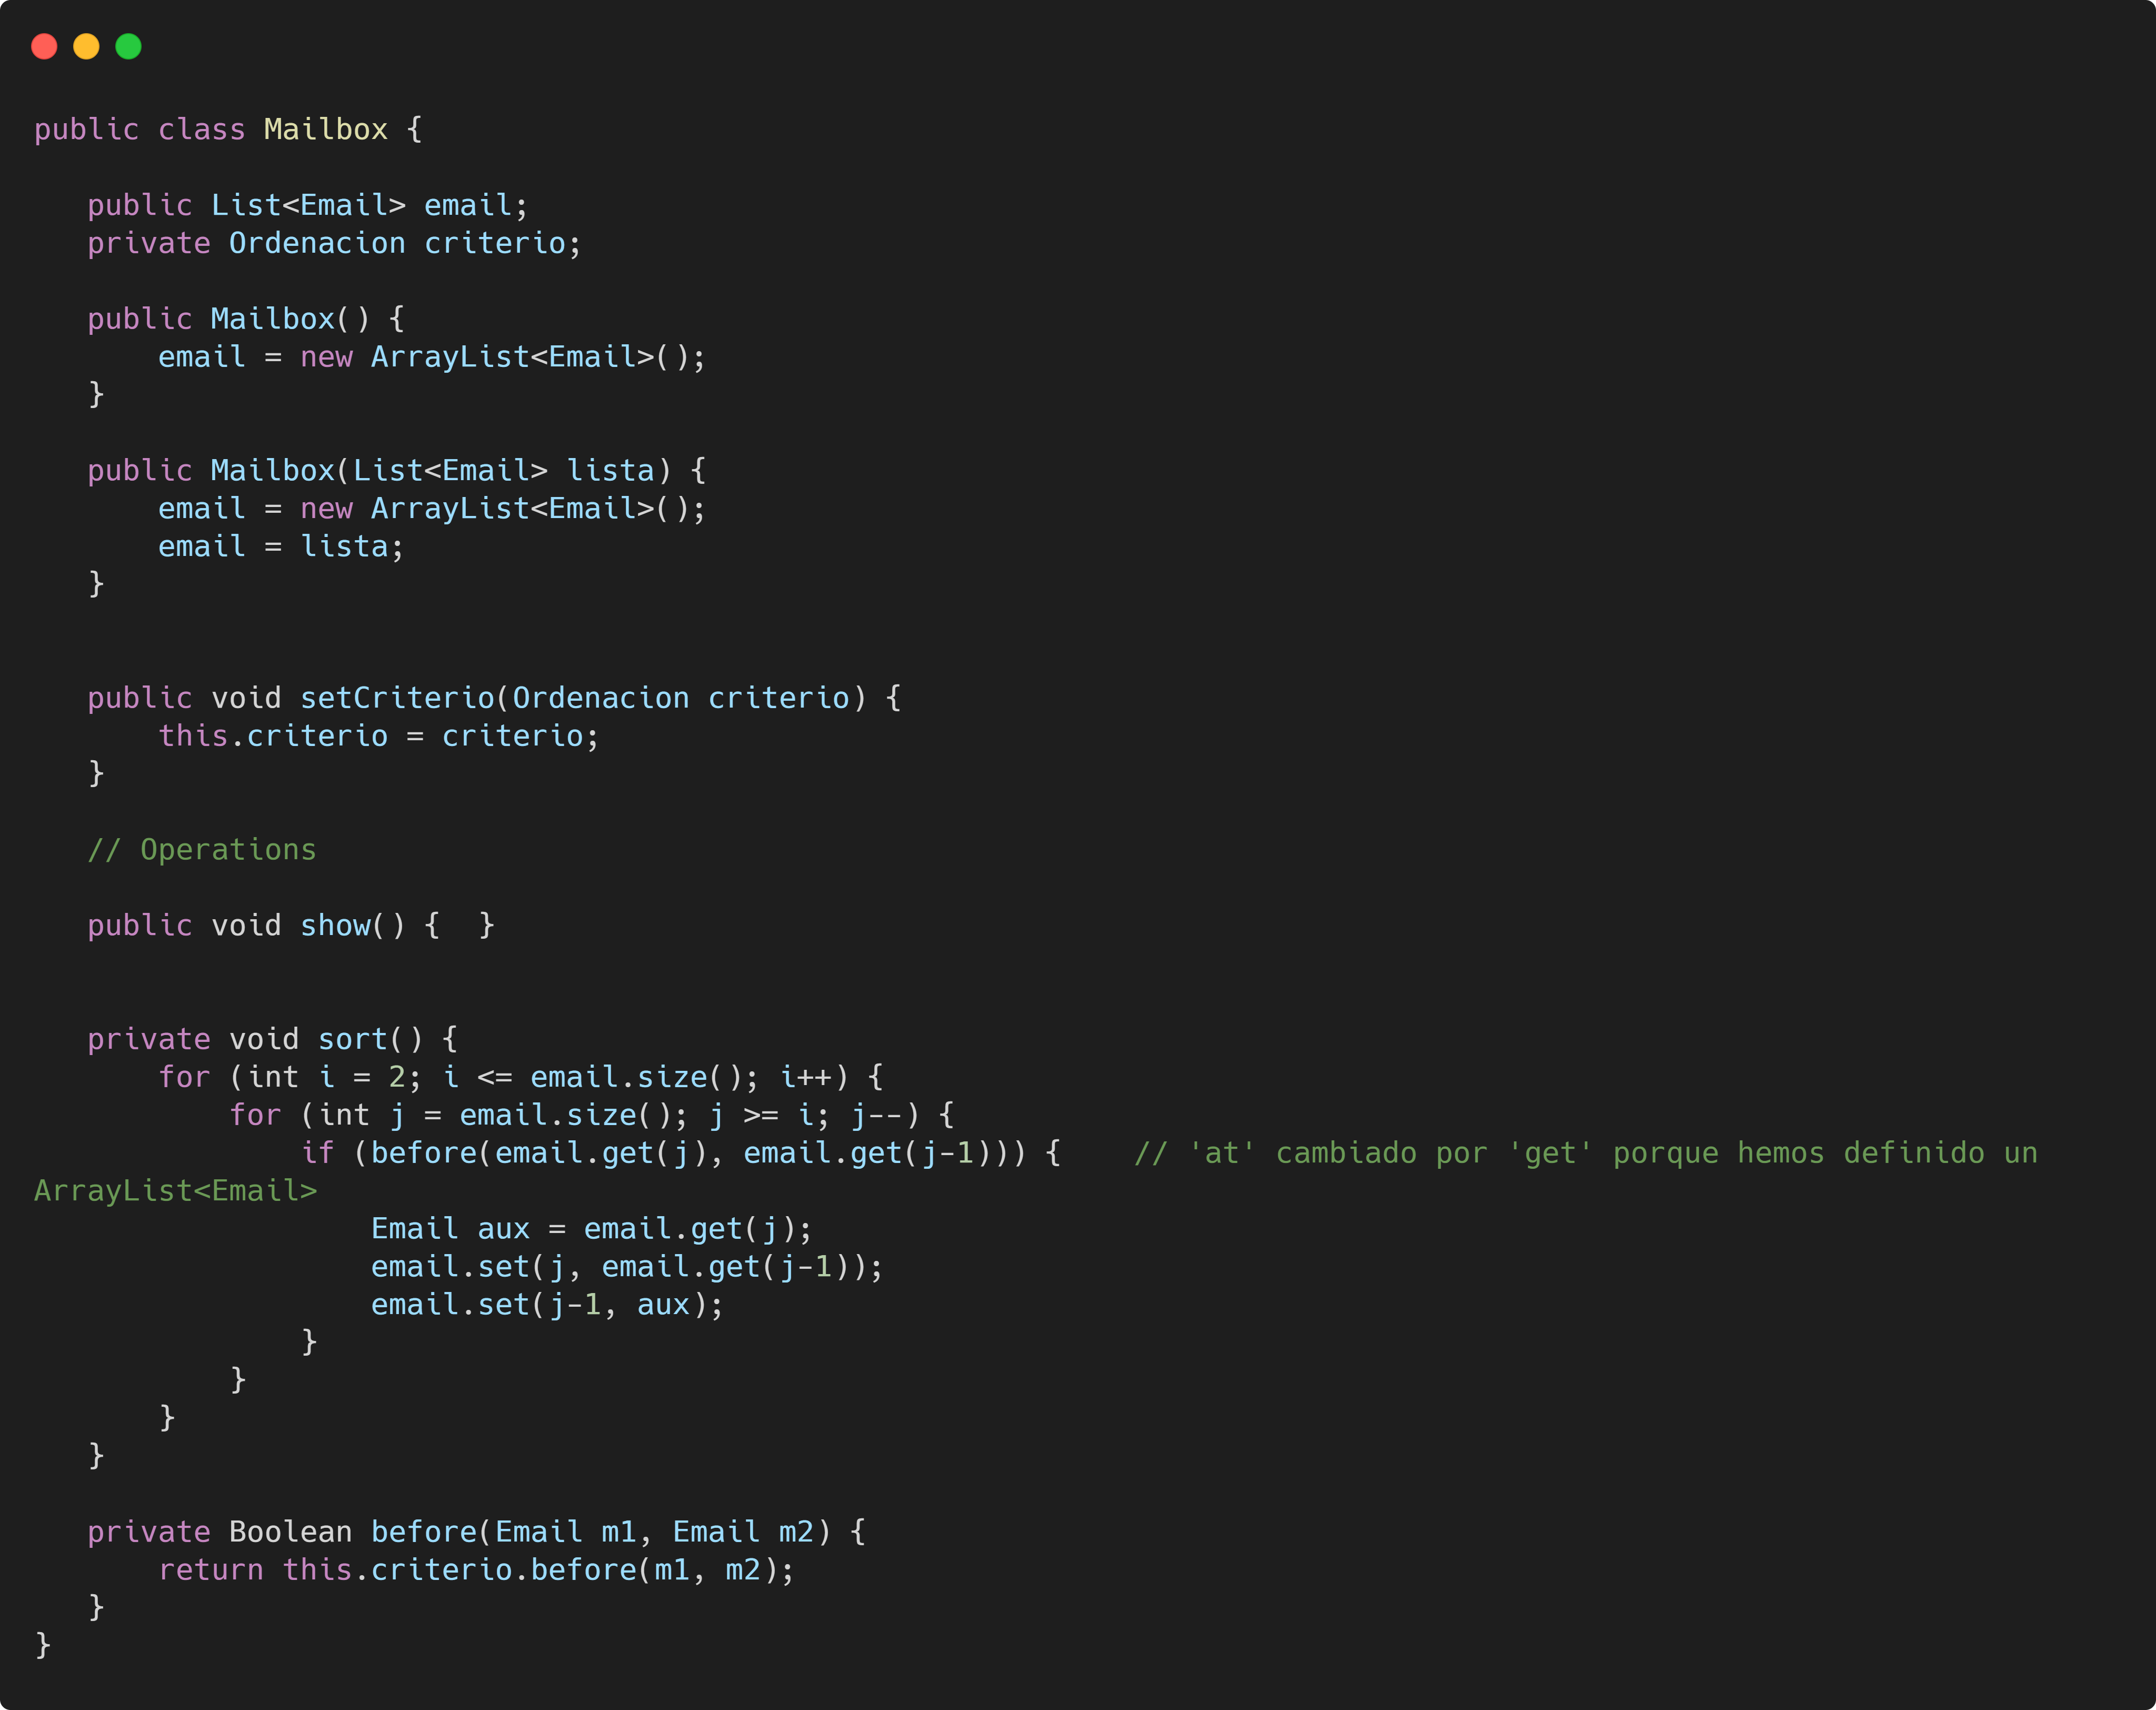 public class Mailbox {
public List<Email> email;
private Ordenacion criterio;
public Mailbox() {
email = new ArrayList<Email>();
}
public Mailbox(List<Email> lista) {
email = new ArrayList<Email>();
email = lista;
}
public void setCriterio(Ordenacion criterio) {
this.criterio = criterio;
}
// Operations
public void show() {  }
private void sort() {
for (int i = 2; i <= email.size(); i++) {
for (int j = email.size(); j >= i; j--) {
if (before(email.get(j), email.get(j-1))) {    // 'at' cambiado por 'get' porque hemos definido un
ArrayList<Email>
Email aux = email.get(j);
email.set(j, email.get(j-1));
email.set(j-1, aux);
}
}
}
}
private Boolean before(Email m1, Email m2) {
return this.criterio.before(m1, m2);
}
}